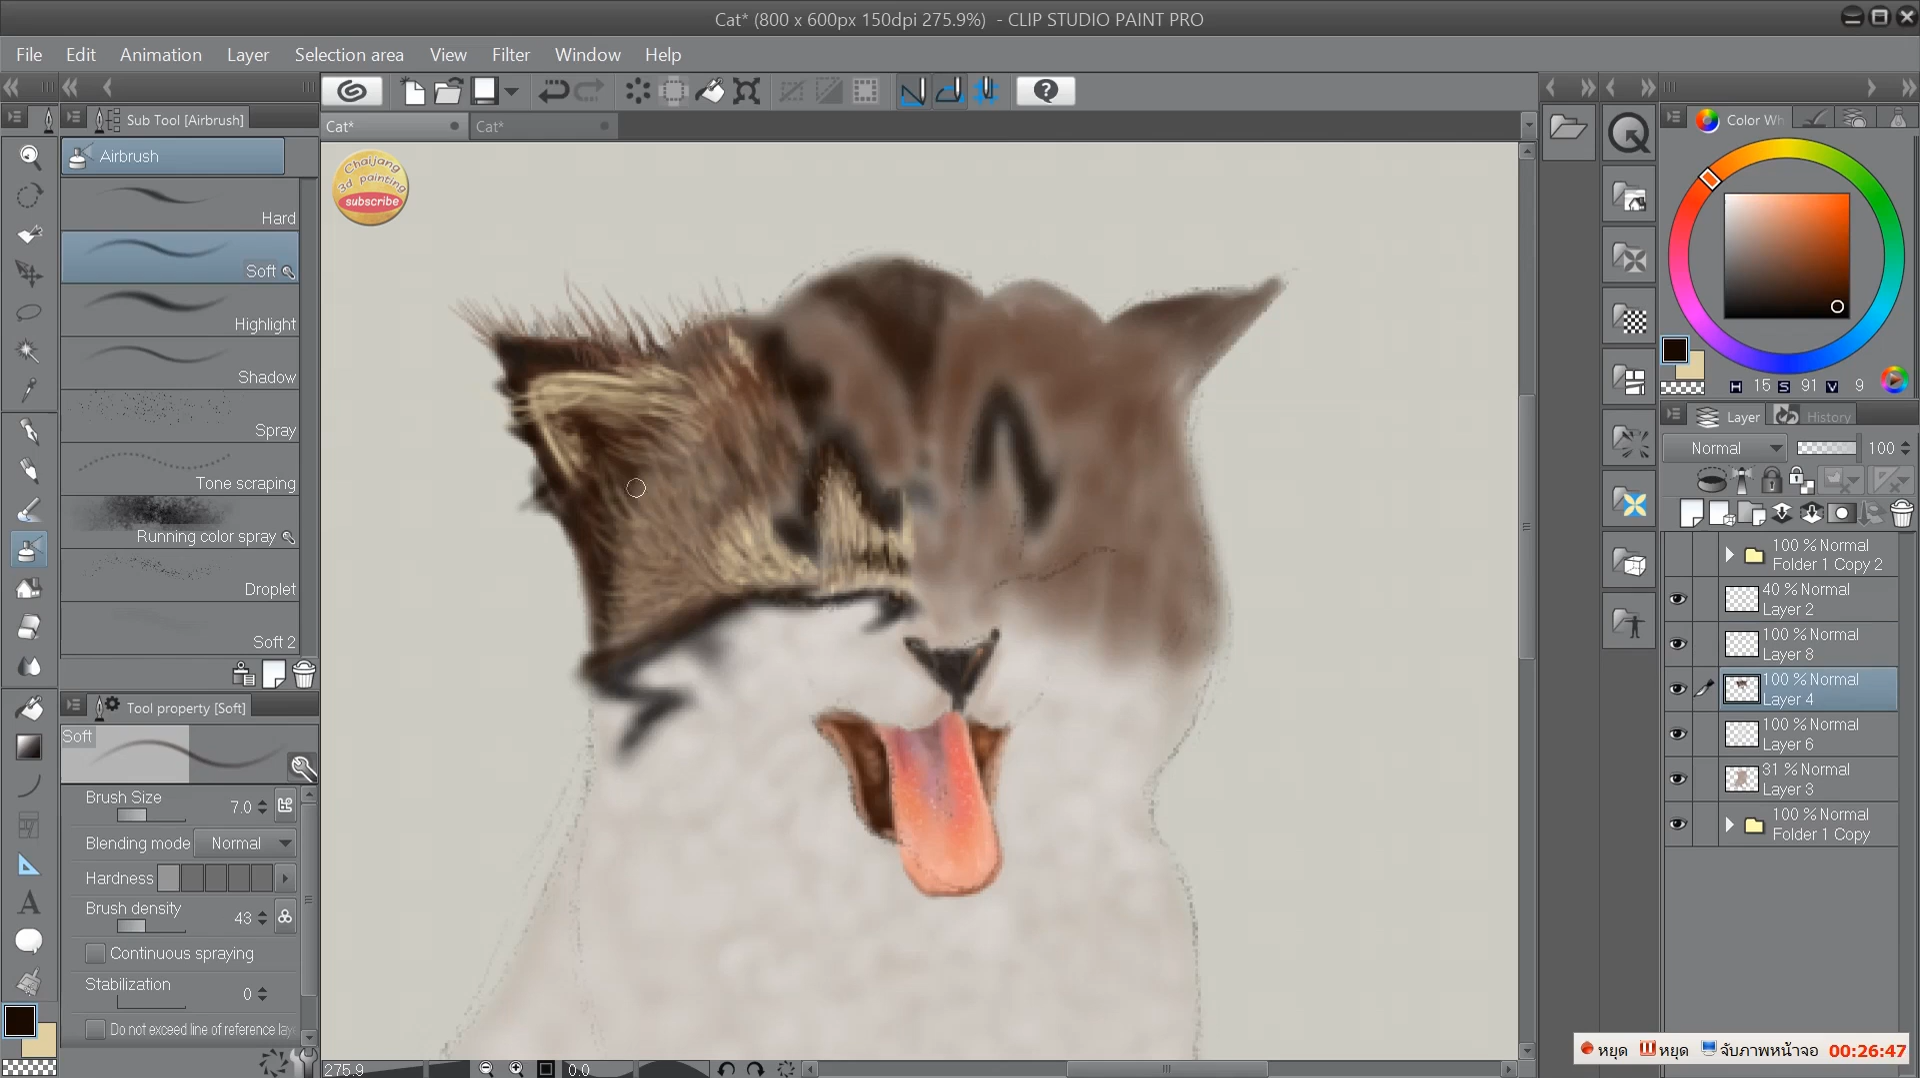 Cat* (800 x 600px 150dpi 275.9%)  - CLIP STUDIO PAINT PRO
File Edit Animation Layer Selection area View Filter Window Help
Sub Tool [Airbrush]
Airbrush
Hard
Soft
Highlight
Shadow
Spray
Tone scraping
Running color spray
Droplet
Soft 2
Tool property [Soft]
Soft
Brush Size 7.0
Blending mode Normal
Hardness
Brush density 43
Continuous spraying
Stabilization 0
Do not exceed line of reference la
Cat* Cat*
Chaijang
3d painting
subscribe
275.9 0.0
Color Wh
H 15 S 91 V 9
Layer History
Normal 100
100 % Normal
Folder 1 Copy 2
40 % Normal
Layer 2
100 % Normal
Layer 8
100 % Normal
Layer 4
100 % Normal
Layer 6
31 % Normal
Layer 3
100 % Normal
Folder 1 Copy
หยุด หยุด จับภาพหน้าจอ 00:26:47